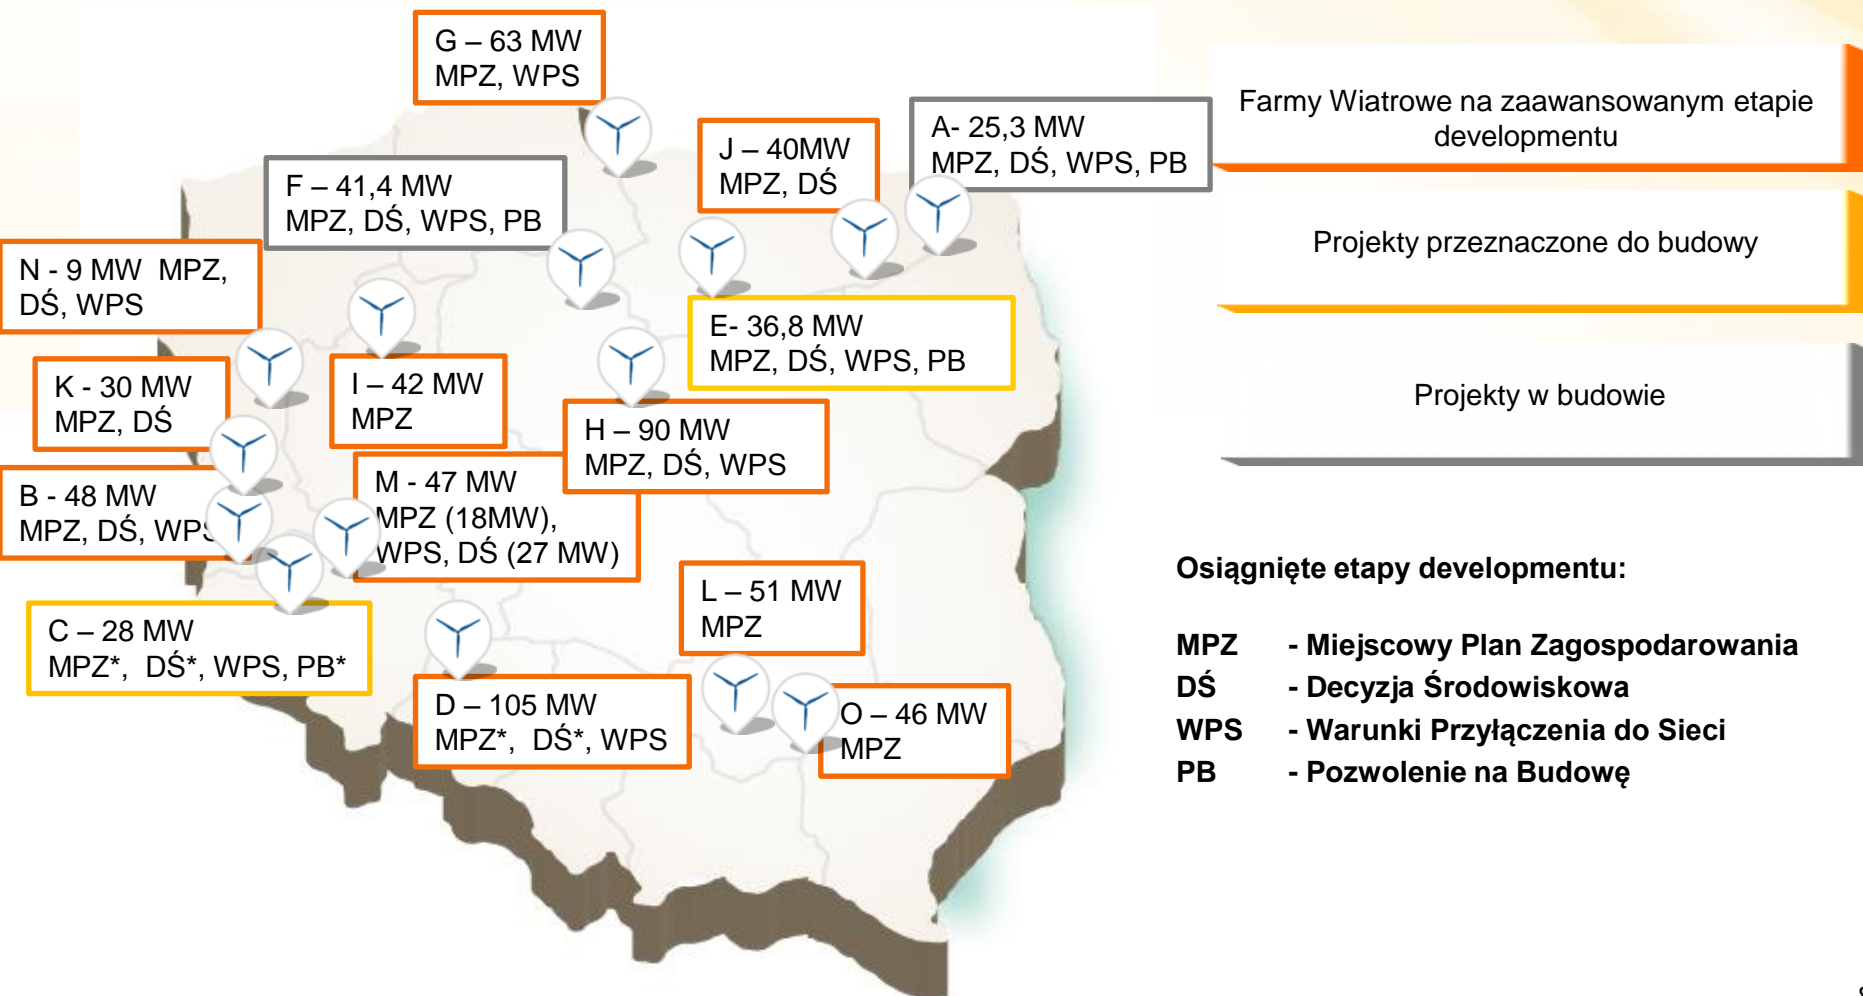 G – 63 MW
MPZ, WPS
J – 40MW
MPZ, DŚ
A- 25,3 MW
MPZ, DŚ, WPS, PB
F – 41,4 MW
MPZ, DŚ, WPS, PB
N - 9 MW MPZ,
DŚ, WPS
E- 36,8 MW
MPZ, DŚ, WPS, PB
K - 30 MW
MPZ, DŚ
I – 42 MW
MPZ
H – 90 MW
MPZ, DŚ, WPS
B - 48 MW
MPZ, DŚ, WPS
M - 47 MW
MPZ (18MW),
WPS, DŚ (27 MW)
C – 28 MW
MPZ*, DŚ*, WPS, PB*
L – 51 MW
MPZ
D – 105 MW
MPZ*, DŚ*, WPS
O – 46 MW
MPZ
Farmy Wiatrowe na zaawansowanym etapie
developmentu
Projekty przeznaczone do budowy
Projekty w budowie
Osiągnięte etapy developmentu:
MPZ - Miejscowy Plan Zagospodarowania
DŚ - Decyzja Środowiskowa
WPS - Warunki Przyłączenia do Sieci
PB - Pozwolenie na Budowę